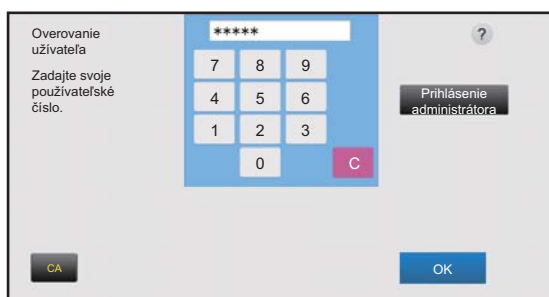 Overovanie
užívateľa
Zadajte svoje
používateľské
číslo.
*****
7 8 9
4 5 6
1 2 3
0 C
?
Prihlásenie
administrátora
CA
OK